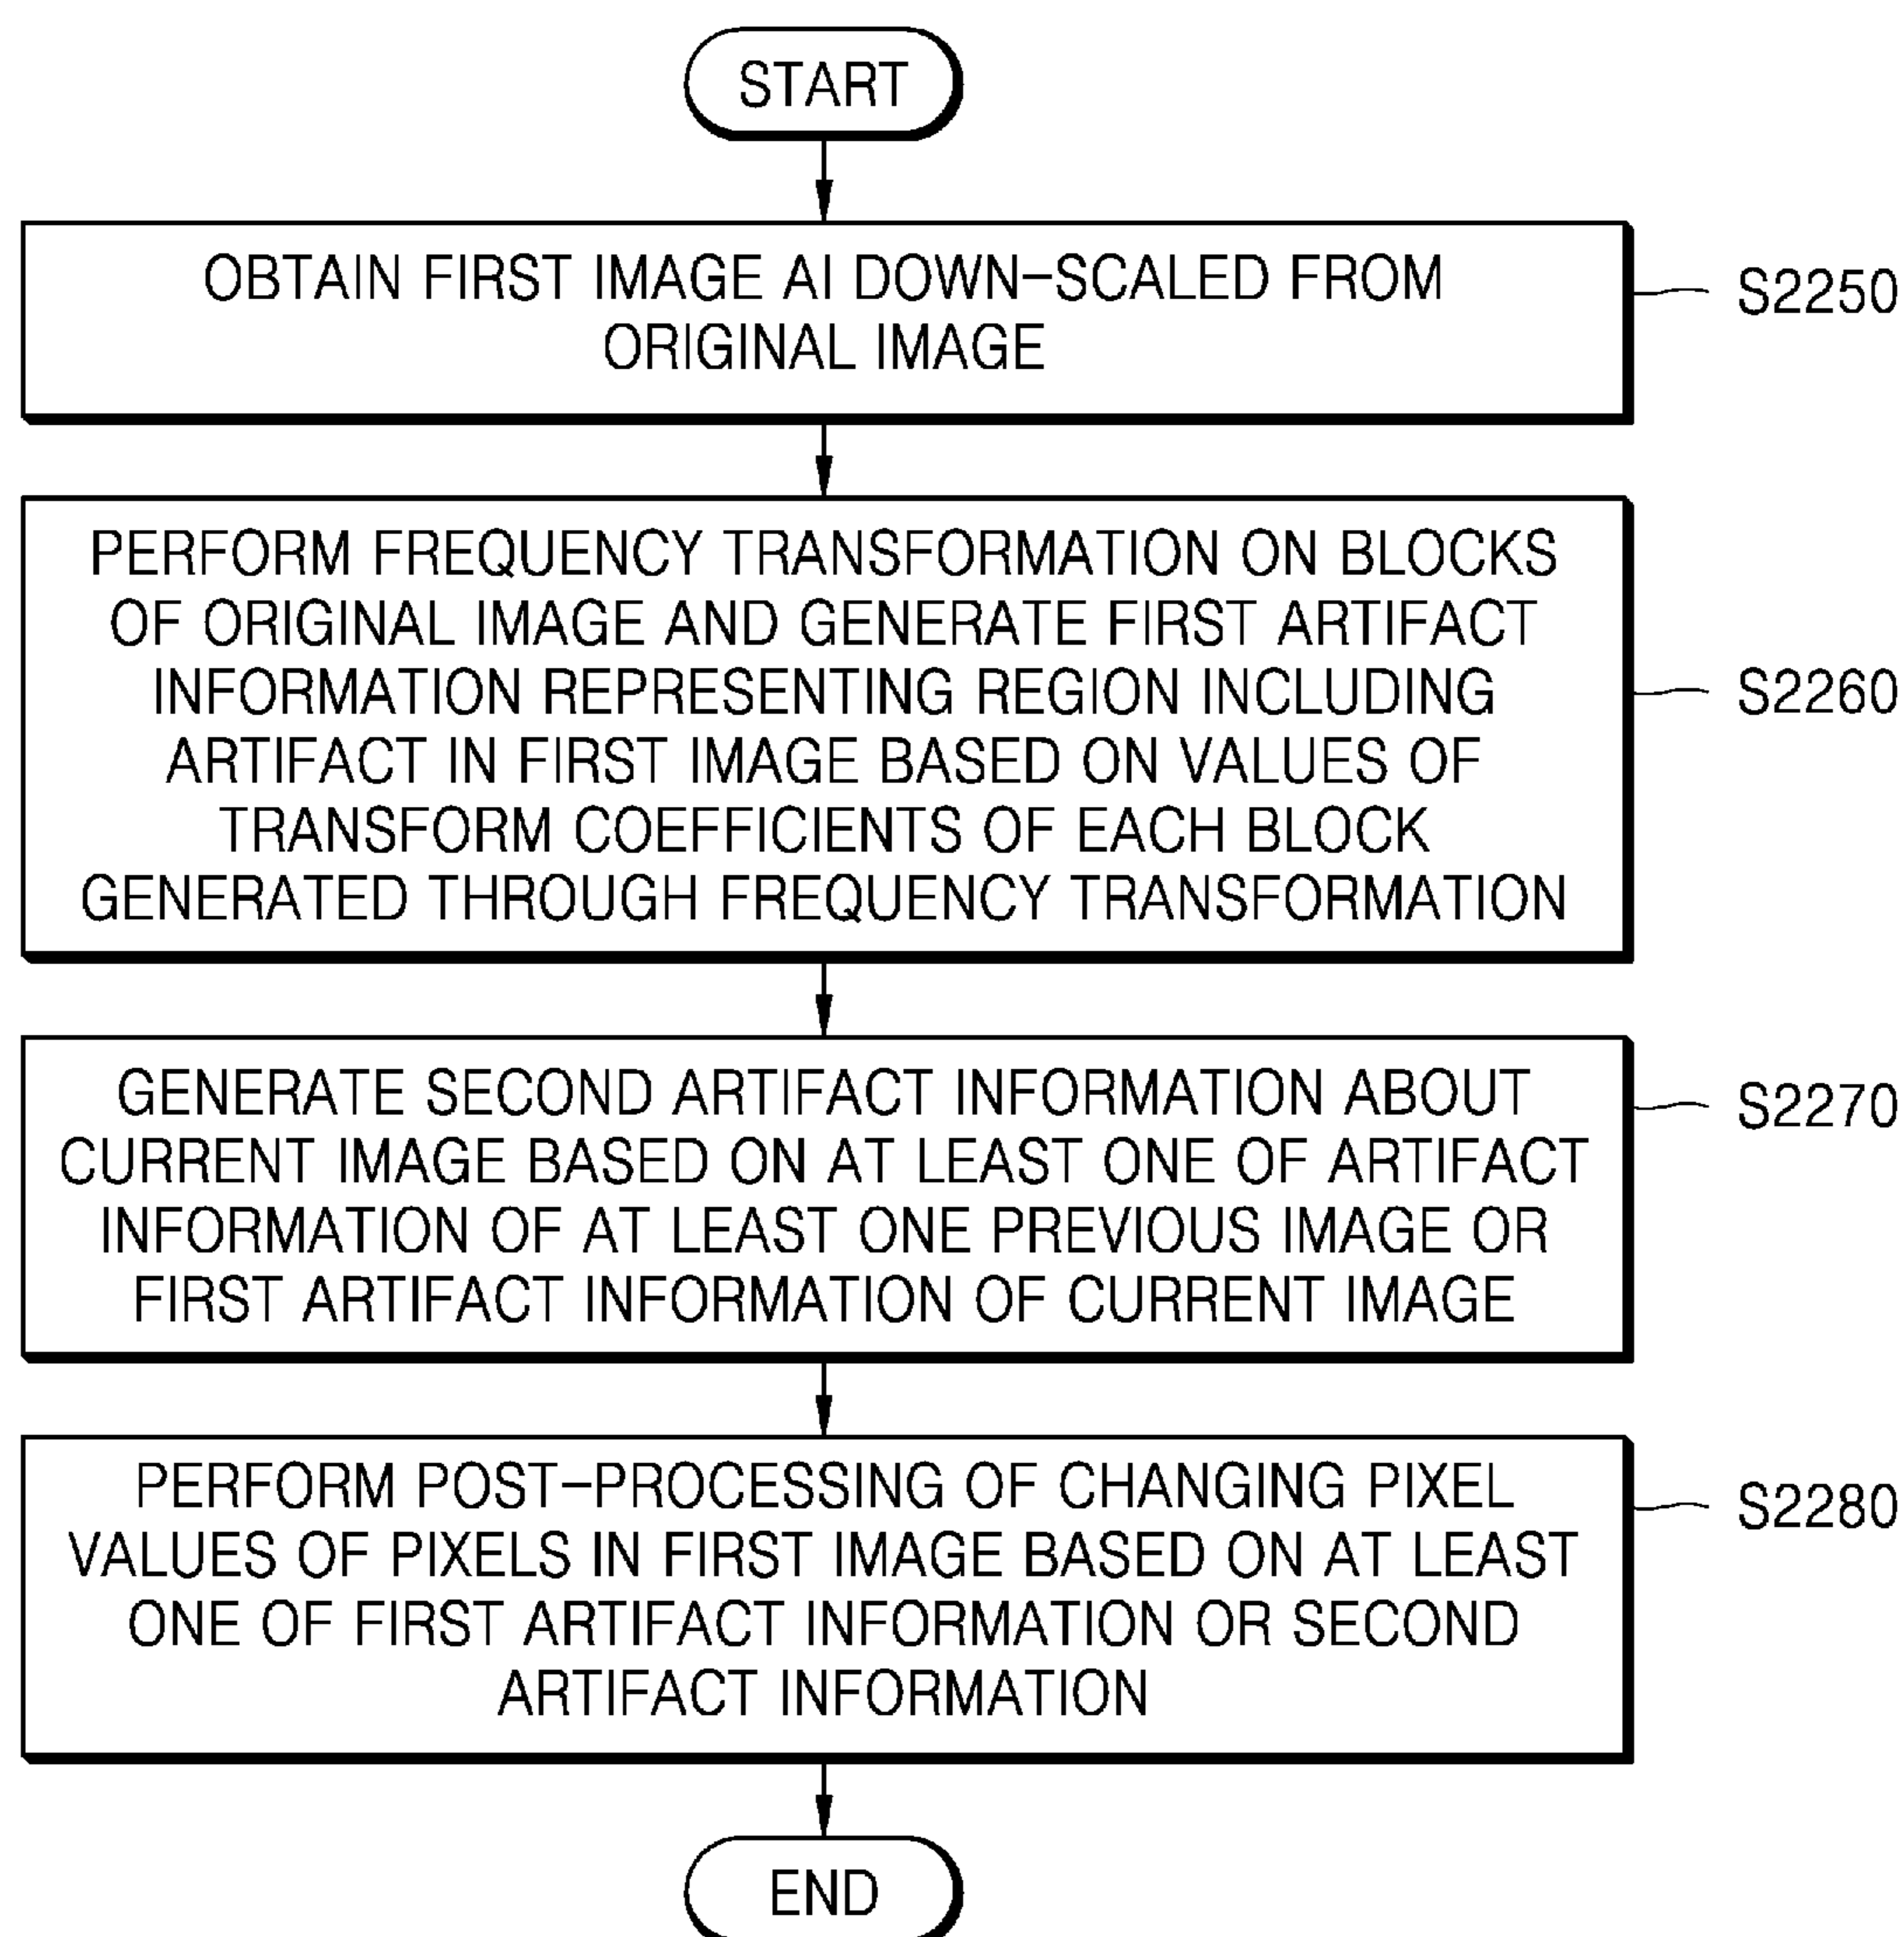 START
OBTAIN FIRST IMAGE AI DOWN-SCALED FROM
ORIGINAL IMAGE
S2250
PERFORM FREQUENCY TRANSFORMATION ON BLOCKS
OF ORIGINAL IMAGE AND GENERATE FIRST ARTIFACT
INFORMATION REPRESENTING REGION INCLUDING
ARTIFACT IN FIRST IMAGE BASED ON VALUES OF
TRANSFORM COEFFICIENTS OF EACH BLOCK
GENERATED THROUGH FREQUENCY TRANSFORMATION
S2260
GENERATE SECOND ARTIFACT INFORMATION ABOUT
CURRENT IMAGE BASED ON AT LEAST ONE OF ARTIFACT
INFORMATION OF AT LEAST ONE PREVIOUS IMAGE OR
FIRST ARTIFACT INFORMATION OF CURRENT IMAGE
S2270
PERFORM POST-PROCESSING OF CHANGING PIXEL
VALUES OF PIXELS IN FIRST IMAGE BASED ON AT LEAST
ONE OF FIRST ARTIFACT INFORMATION OR SECOND
ARTIFACT INFORMATION
S2280
END